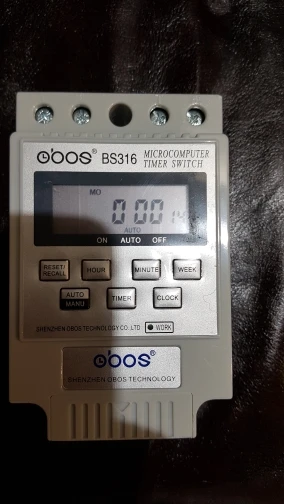 obos® BS316 MICROCOMPUTER
TIMER SWITCH
MO
0:00
AUTO
ON AUTO OFF
RESET/RECALL HOUR MINUTE WEEK
AUTO/MANU TIMER CLOCK
SHENZHEN OBOS TECHNOLOGY CO. LTD WORK
obos®
SHENZHEN OBOS TECHNOLOGY